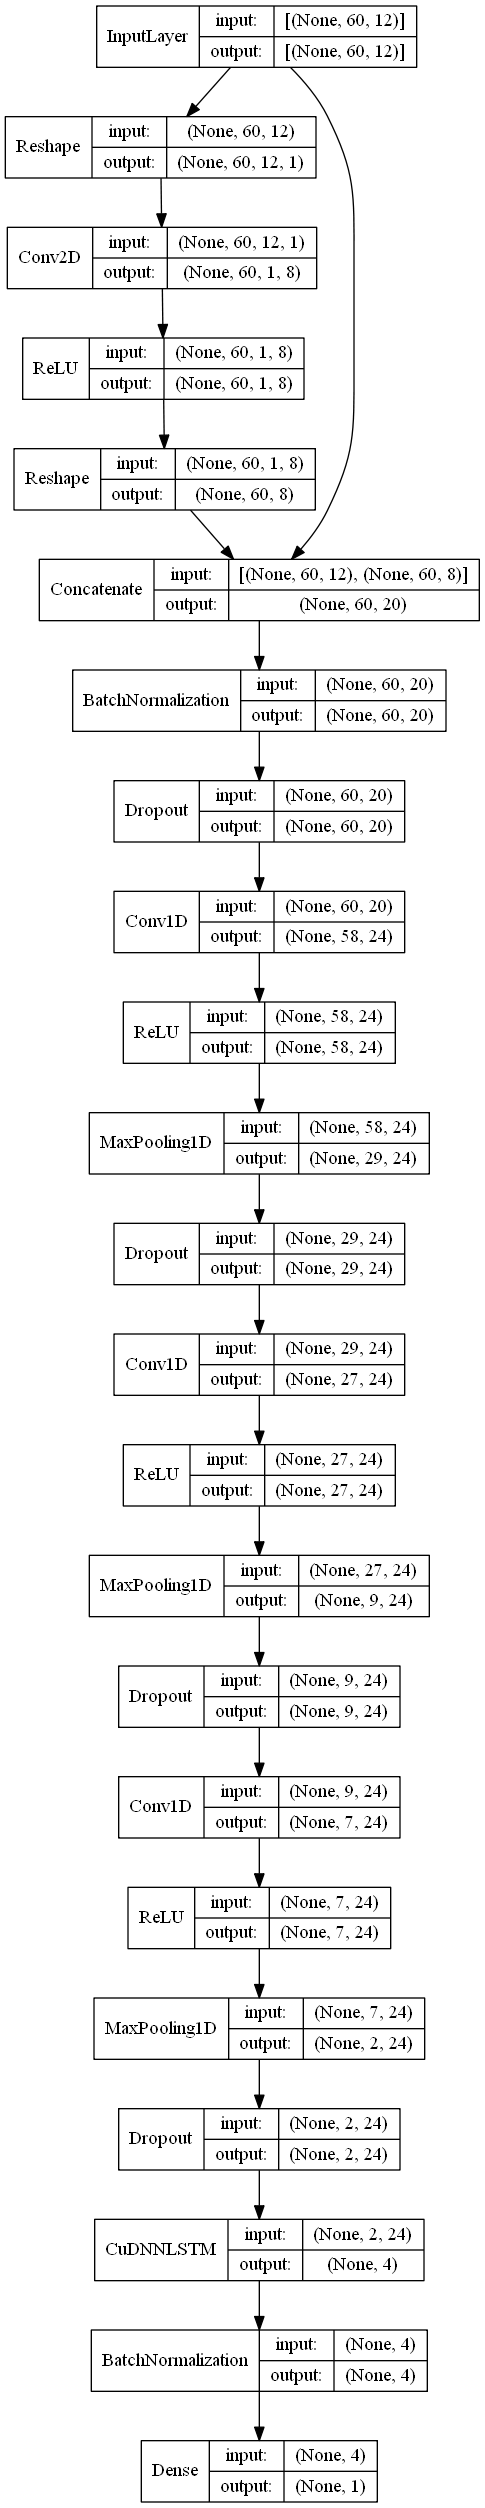 InputLayer
input: [(None, 60, 12)]
output: [(None, 60, 12)]
Reshape
input: (None, 60, 12)
output: (None, 60, 12, 1)
Conv2D
input: (None, 60, 12, 1)
output: (None, 60, 1, 8)
ReLU
input: (None, 60, 1, 8)
output: (None, 60, 1, 8)
Reshape
input: (None, 60, 1, 8)
output: (None, 60, 8)
Concatenate
input: [(None, 60, 12), (None, 60, 8)]
output: (None, 60, 20)
BatchNormalization
input: (None, 60, 20)
output: (None, 60, 20)
Dropout
input: (None, 60, 20)
output: (None, 60, 20)
Conv1D
input: (None, 60, 20)
output: (None, 58, 24)
ReLU
input: (None, 58, 24)
output: (None, 58, 24)
MaxPooling1D
input: (None, 58, 24)
output: (None, 29, 24)
Dropout
input: (None, 29, 24)
output: (None, 29, 24)
Conv1D
input: (None, 29, 24)
output: (None, 27, 24)
ReLU
input: (None, 27, 24)
output: (None, 27, 24)
MaxPooling1D
input: (None, 27, 24)
output: (None, 9, 24)
Dropout
input: (None, 9, 24)
output: (None, 9, 24)
Conv1D
input: (None, 9, 24)
output: (None, 7, 24)
ReLU
input: (None, 7, 24)
output: (None, 7, 24)
MaxPooling1D
input: (None, 7, 24)
output: (None, 2, 24)
Dropout
input: (None, 2, 24)
output: (None, 2, 24)
CuDNNLSTM
input: (None, 2, 24)
output: (None, 4)
BatchNormalization
input: (None, 4)
output: (None, 4)
Dense
input: (None, 4)
output: (None, 1)